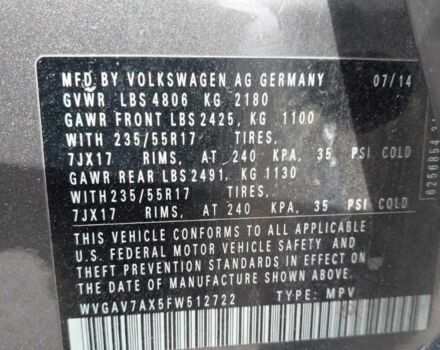 MFD BY VOLKSWAGEN AG GERMANY 07/14
GVWR LBS 4806 KG 2180
GAWR FRONT LBS 2425, KG 1100
WITH 235/55R17 TIRES,
7JX17 RIMS, AT 240 KPA, 35 PSI COLD
GAWR REAR LBS 2491, KG 1130
WITH 235/55R17 TIRES,
7JX17 RIMS, AT 240 KPA, 35 PSI COLD
THIS VEHICLE CONFORMS TO ALL APPLICABLE
U.S. FEDERAL MOTOR VEHICLE SAFETY AND
THEFT PREVENTION STANDARDS IN EFFECT ON
THE DATE OF MANUFACTURE SHOWN ABOVE.
WVGAV7AX5FW512722 TYPE: MPV